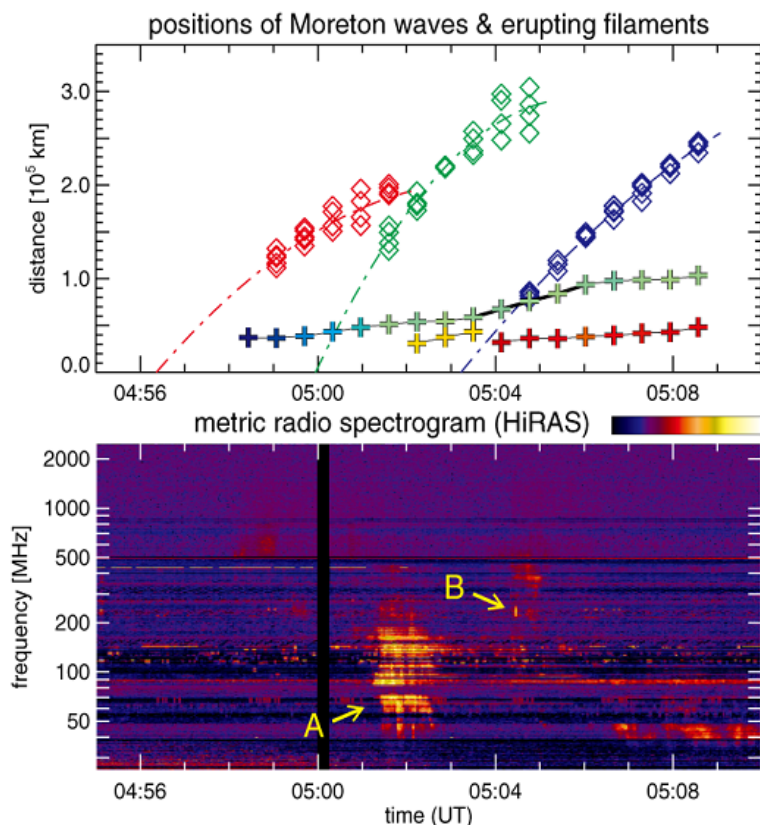 positions of Moreton waves & erupting filaments
distance [10⁵ km]
3.0
2.0
1.0
0.0
04:56 05:00 05:04 05:08
metric radio spectrogram (HiRAS)
frequency [MHz]
2000
1000
500
200
100
50
B
A
04:56 05:00 05:04 05:08
time (UT)